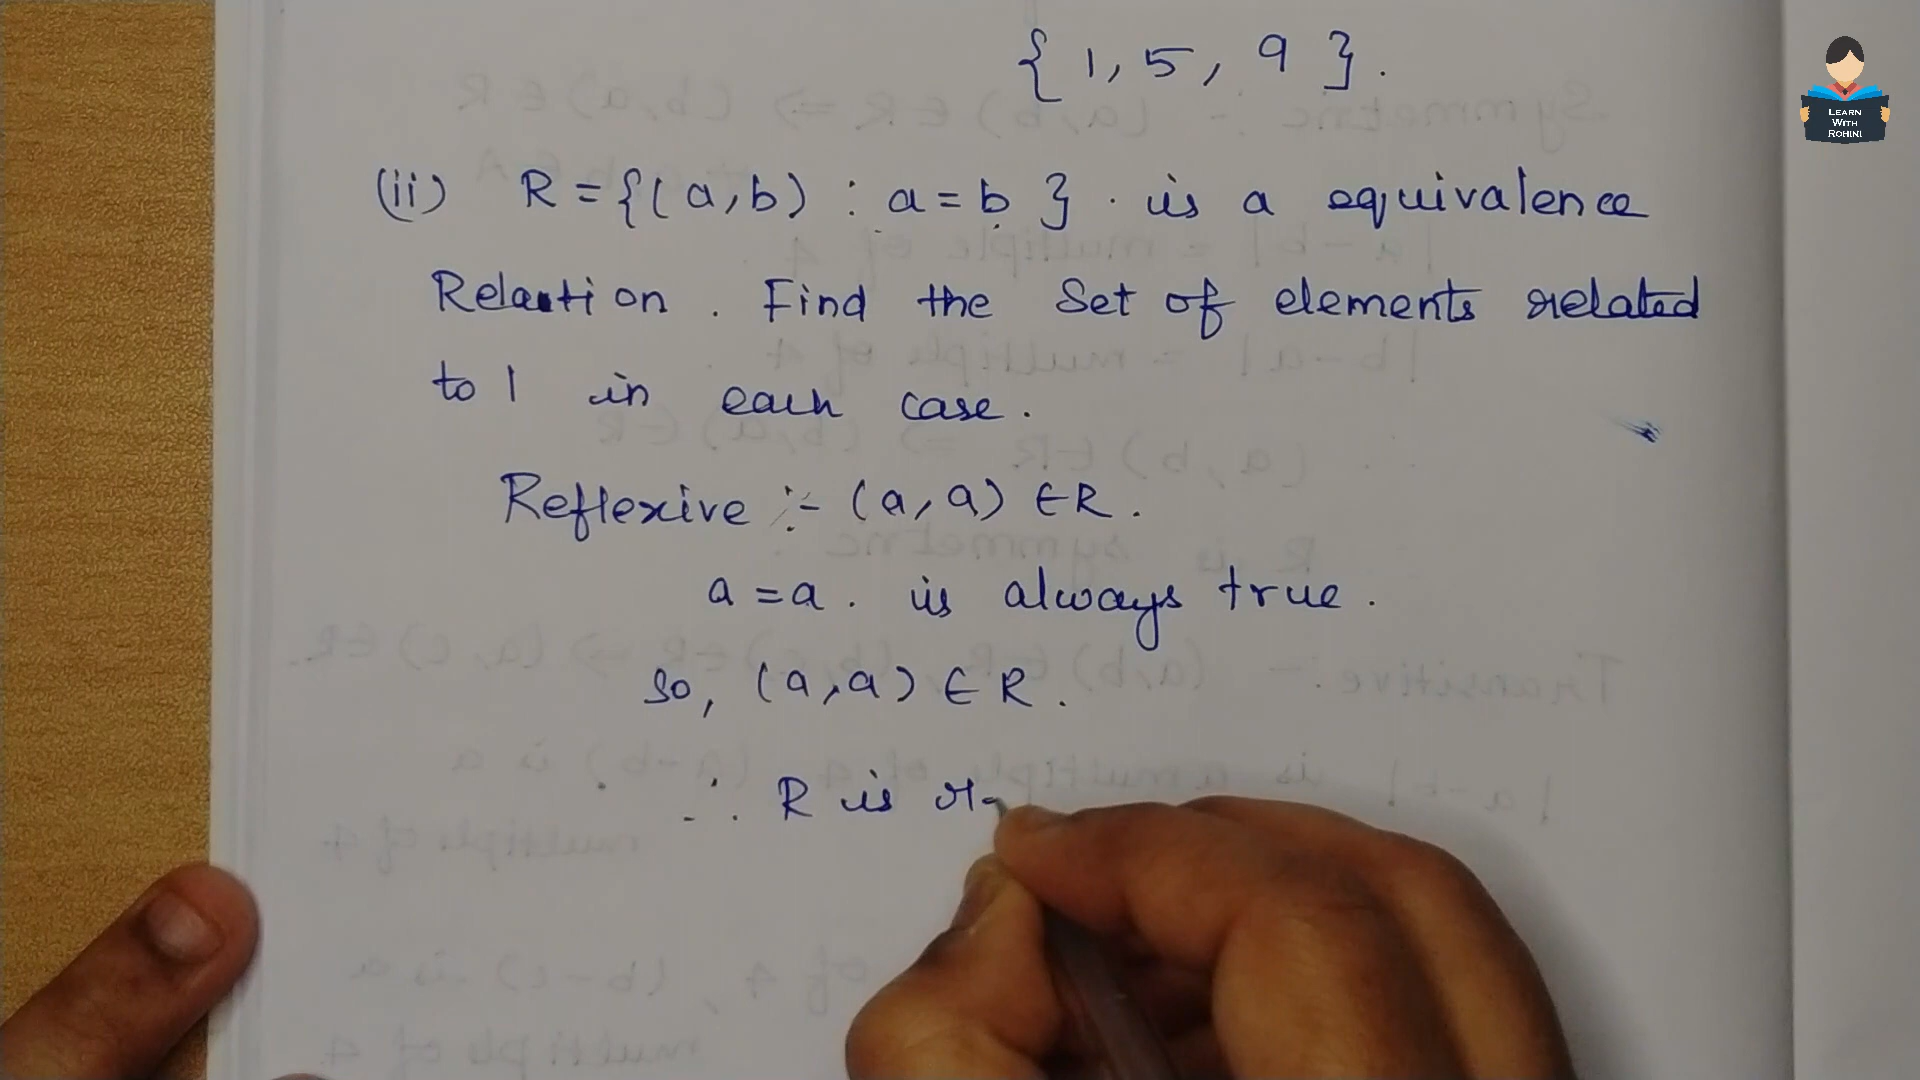 { 1, 5, 9 }.
LEARN
WITH
ROHINI
(ii) R = {(a,b) : a = b }. is a equivalence
Relation. Find the Set of elements related
to 1 in each case.
Reflexive :- (a, a) ∈ R.
a = a. is always true.
so, (a, a) ∈ R.
∴ R is